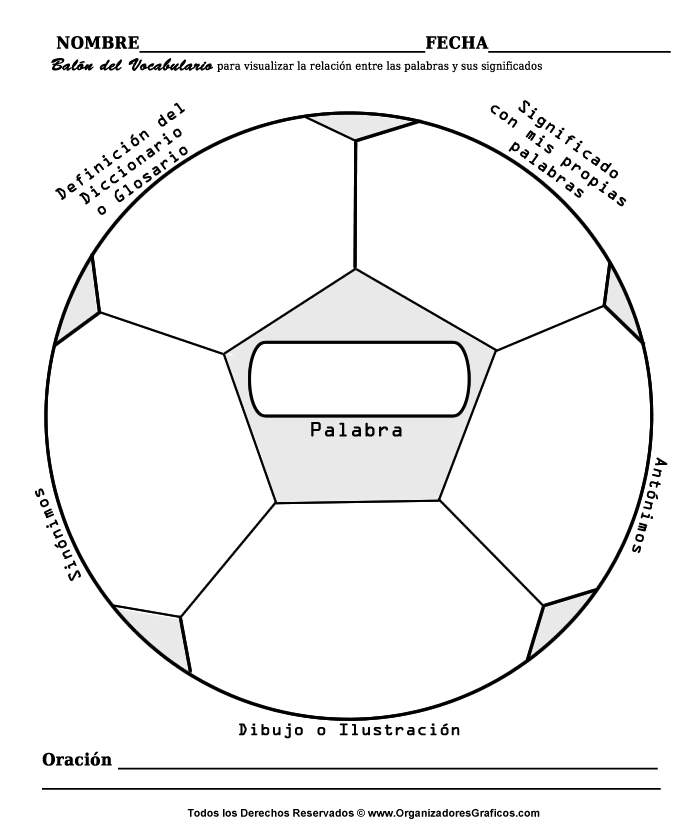 NOMBRE FECHA
Balón del Vocabulario para visualizar la relación entre las palabras y sus significados
Definición del
Diccionario
o Glosario
Significado
con mis propias
palabras
Palabra
Sinónimos
Antónimos
Dibujo o Ilustración
Oración
Todos los Derechos Reservados © www.OrganizadoresGraficos.com